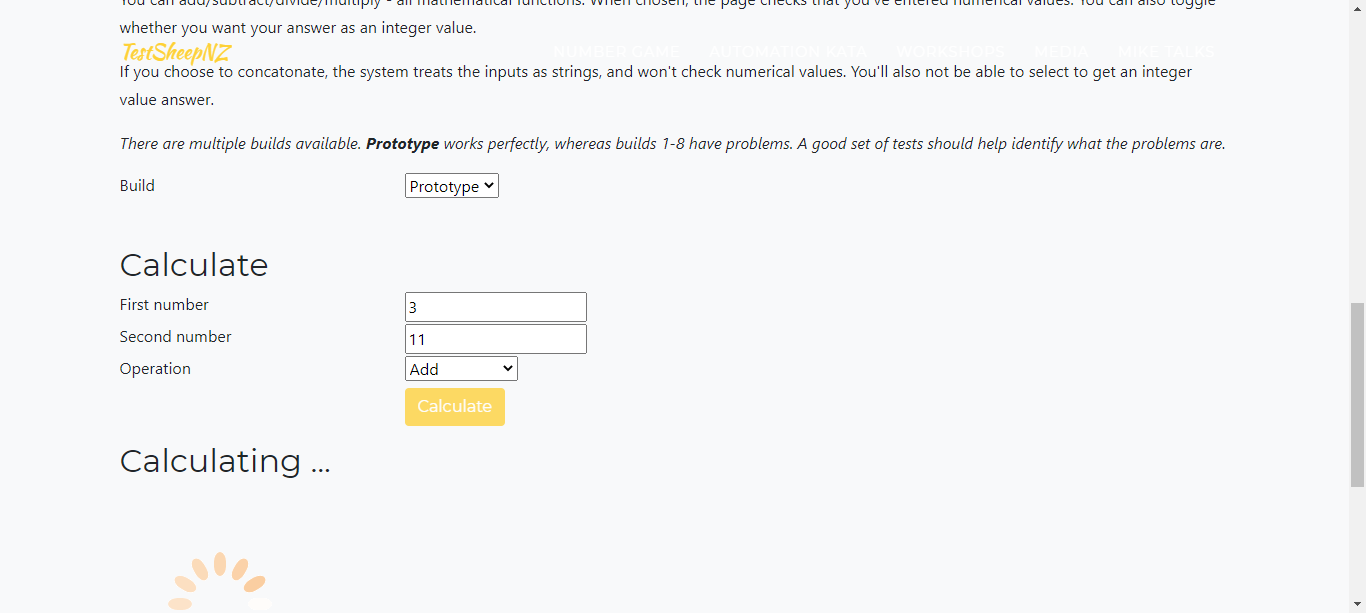 You can add/subtract/divide/multiply - all mathematical functions. When chosen, the page checks that you've entered numerical values. You can also toggle
whether you want your answer as an integer value.
TestSheepNZ NUMBER GAME AUTOMATION KATA WORKSHOPS MEDIA MIKE TALKS
If you choose to concatonate, the system treats the inputs as strings, and won't check numerical values. You'll also not be able to select to get an integer
value answer.
There are multiple builds available. Prototype works perfectly, whereas builds 1-8 have problems. A good set of tests should help identify what the problems are.
Build Prototype
Calculate
First number 3
Second number 11
Operation Add
Calculate
Calculating ...